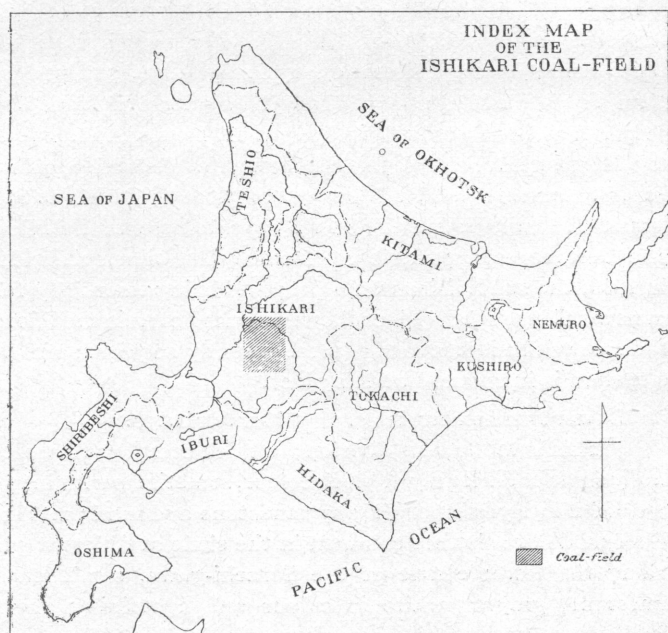 INDEX MAP
OF THE
ISHIKARI COAL-FIELD
SEA OF OKHOTSK
SEA OF JAPAN
TESHIO
KITAMI
ISHIKARI
NEMURO
KUSHIRO
TOKACHI
SHIRIBESHI
IBURI
HIDAKA
OSHIMA
PACIFIC OCEAN
Coal-field